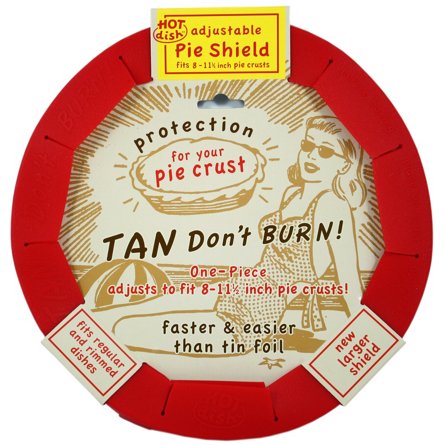 HOT dish
adjustable
Pie Shield
fits 8-11½ inch pie crusts
protection
for your
pie crust
TAN Don't BURN!
One-Piece
adjusts to fit 8-11½ inch pie crusts!
faster & easier
than tin foil
fits regular
and rimmed
dishes
new
larger
shield
HOT
dish